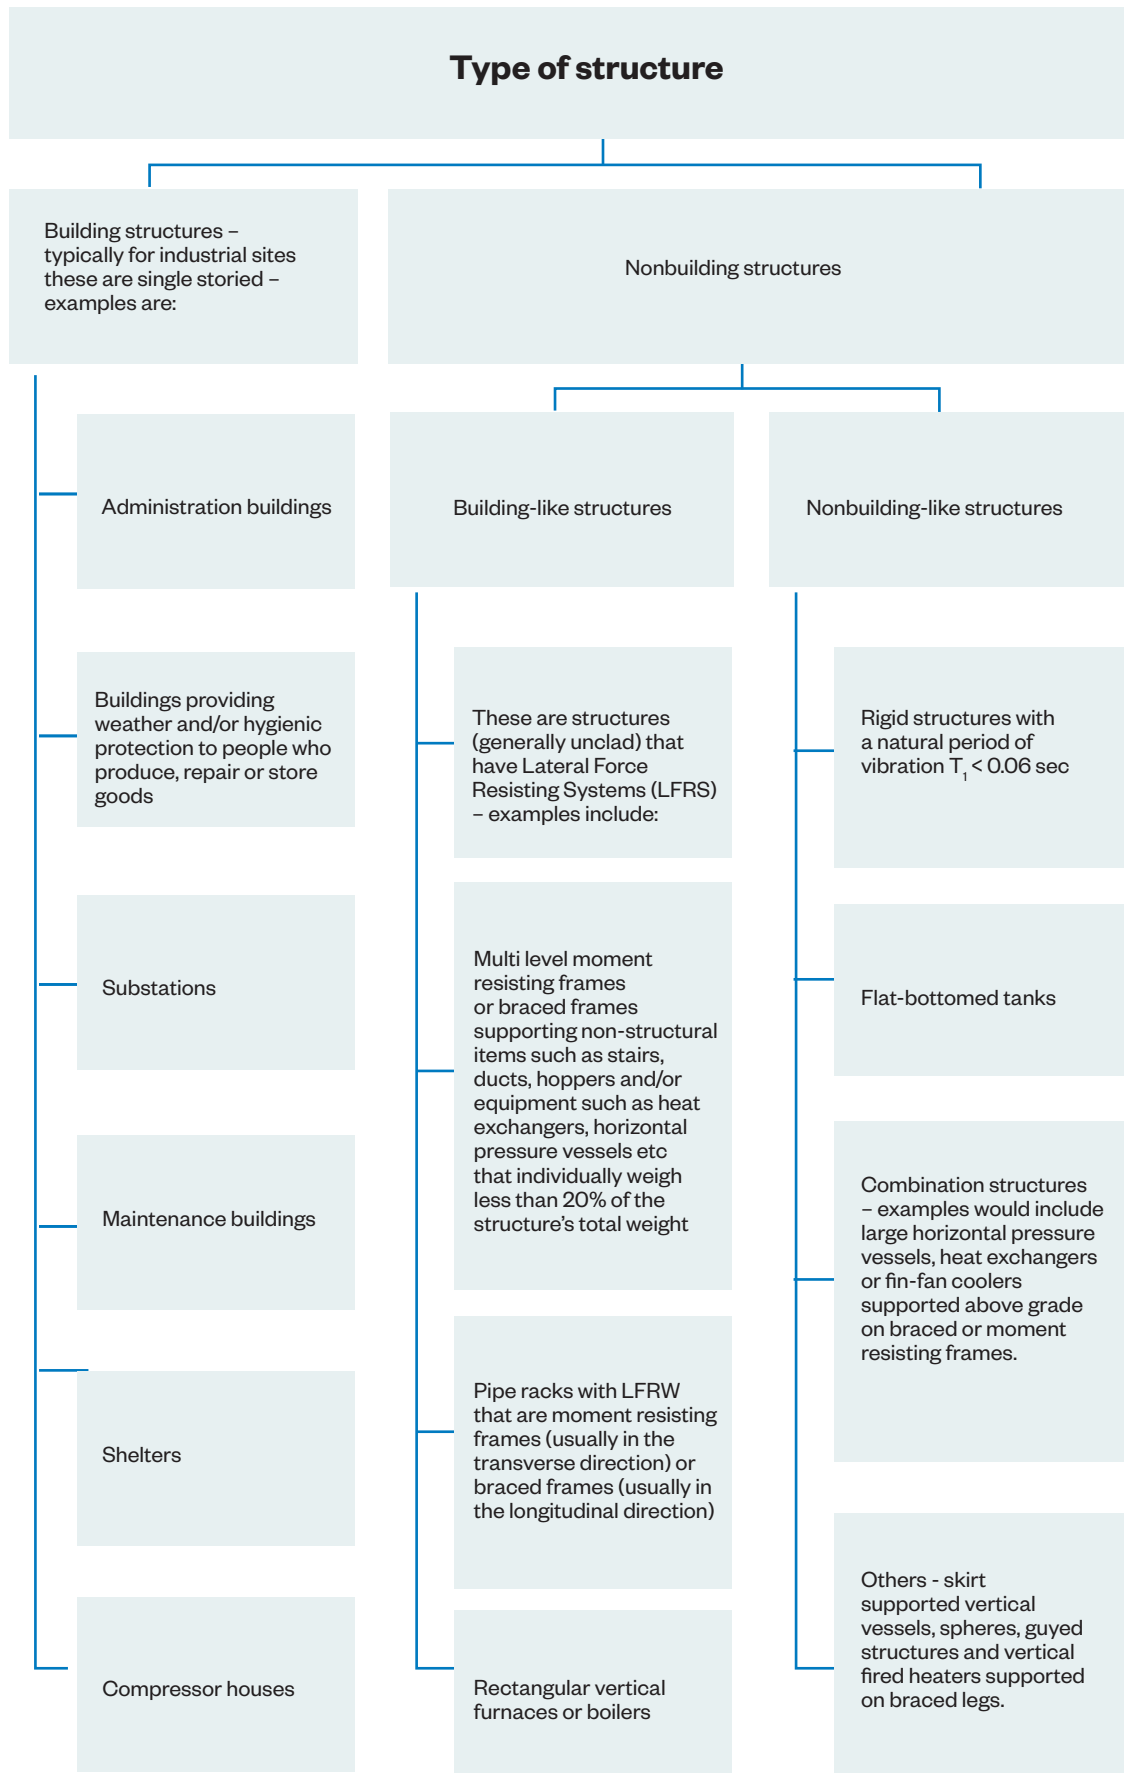 Type of structure
Building structures –
typically for industrial sites
these are single storied –
examples are:
Nonbuilding structures
Administration buildings
Buildings providing
weather and/or hygienic
protection to people who
produce, repair or store
goods
Substations
Maintenance buildings
Shelters
Compressor houses
Building-like structures
These are structures
(generally unclad) that
have Lateral Force
Resisting Systems (LFRS)
– examples include:
Multi level moment
resisting frames
or braced frames
supporting non-structural
items such as stairs,
ducts, hoppers and/or
equipment such as heat
exchangers, horizontal
pressure vessels etc
that individually weigh
less than 20% of the
structure’s total weight
Pipe racks with LFRW
that are moment resisting
frames (usually in the
transverse direction) or
braced frames (usually in
the longitudinal direction)
Rectangular vertical
furnaces or boilers
Nonbuilding-like structures
Rigid structures with
a natural period of
vibration T₁ < 0.06 sec
Flat-bottomed tanks
Combination structures
– examples would include
large horizontal pressure
vessels, heat exchangers
or fin-fan coolers
supported above grade
on braced or moment
resisting frames.
Others - skirt
supported vertical
vessels, spheres, guyed
structures and vertical
fired heaters supported
on braced legs.